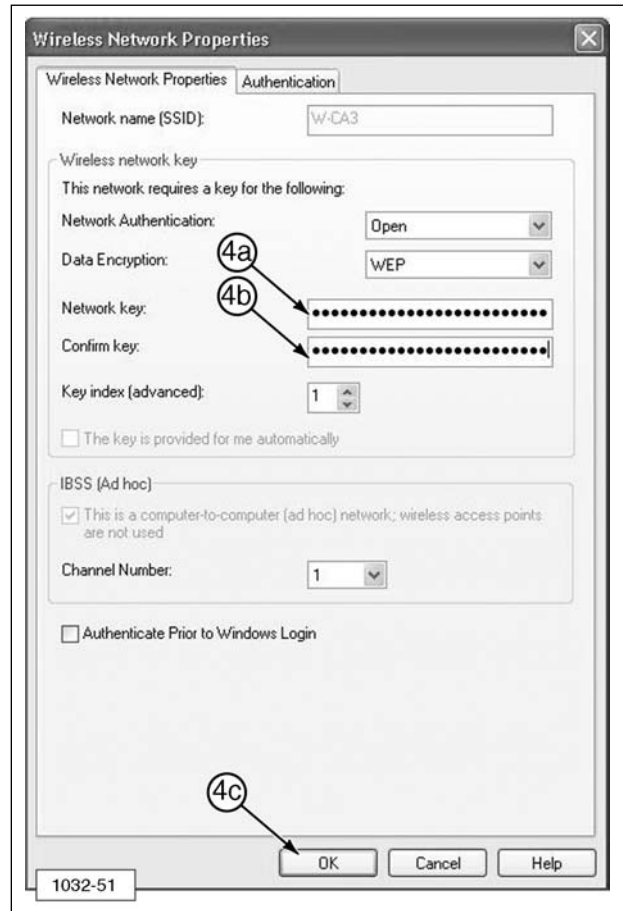 Wireless Network Properties
Wireless Network Properties
Authentication
Network name (SSID):
W-CA3
Wireless network key
This network requires a key for the following:
Network Authentication:
Open
Data Encryption:
WEP
4a
4b
Network key:
••••••••••••••••••••••••••
Confirm key:
••••••••••••••••••••••••••
Key index (advanced):
1
The key is provided for me automatically
IBSS (Ad hoc)
This is a computer-to-computer (ad hoc) network; wireless access points
are not used
Channel Number:
1
Authenticate Prior to Windows Login
4c
OK
Cancel
Help
1032-51